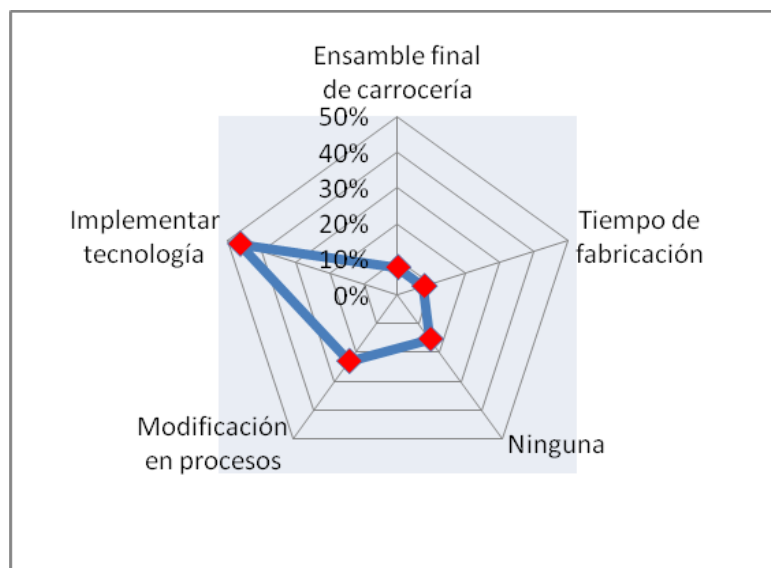 Ensamble final
de carrocería
50%
40%
30%
20%
10%
0%
Implementar
tecnología
Tiempo de
fabricación
Modificación
en procesos
Ninguna